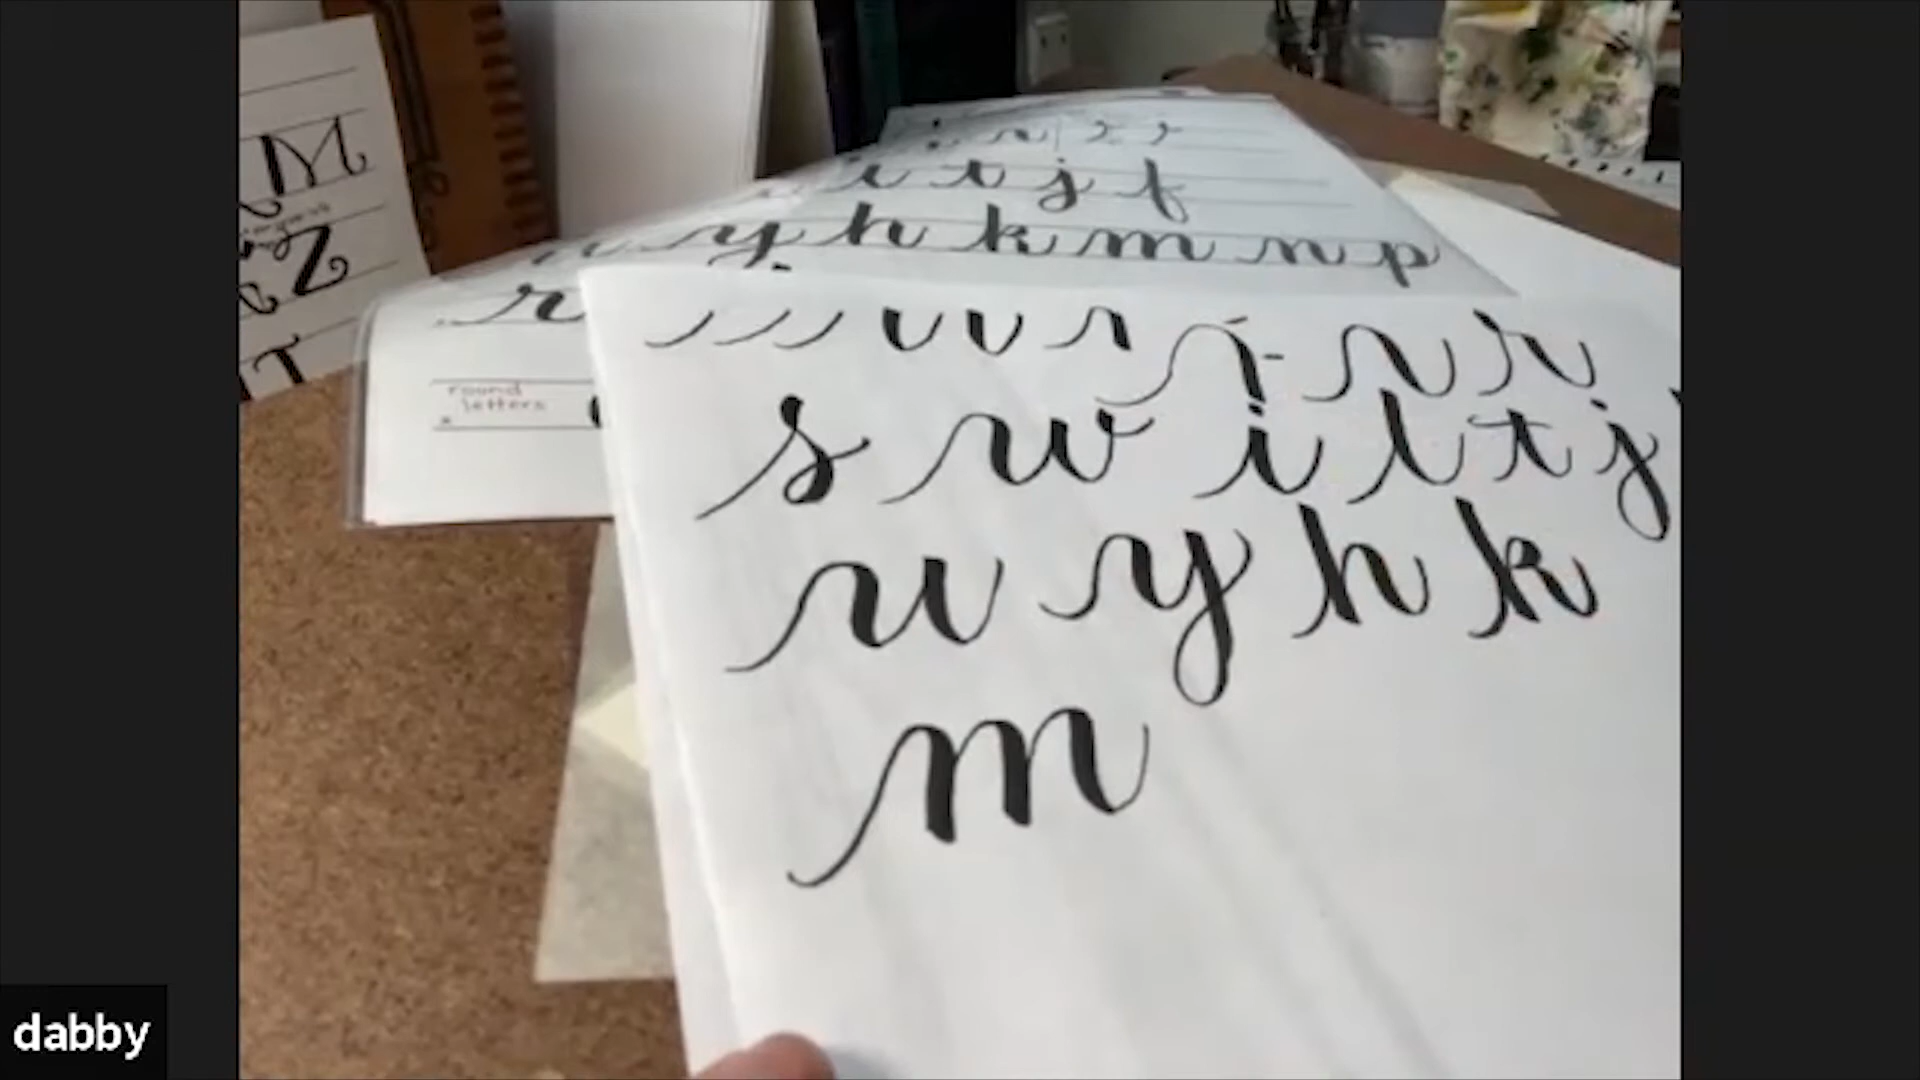 M
Z
T
i t j f
y h k m n p
r
round
letters
s w i l t j
u y h k
m
dabby